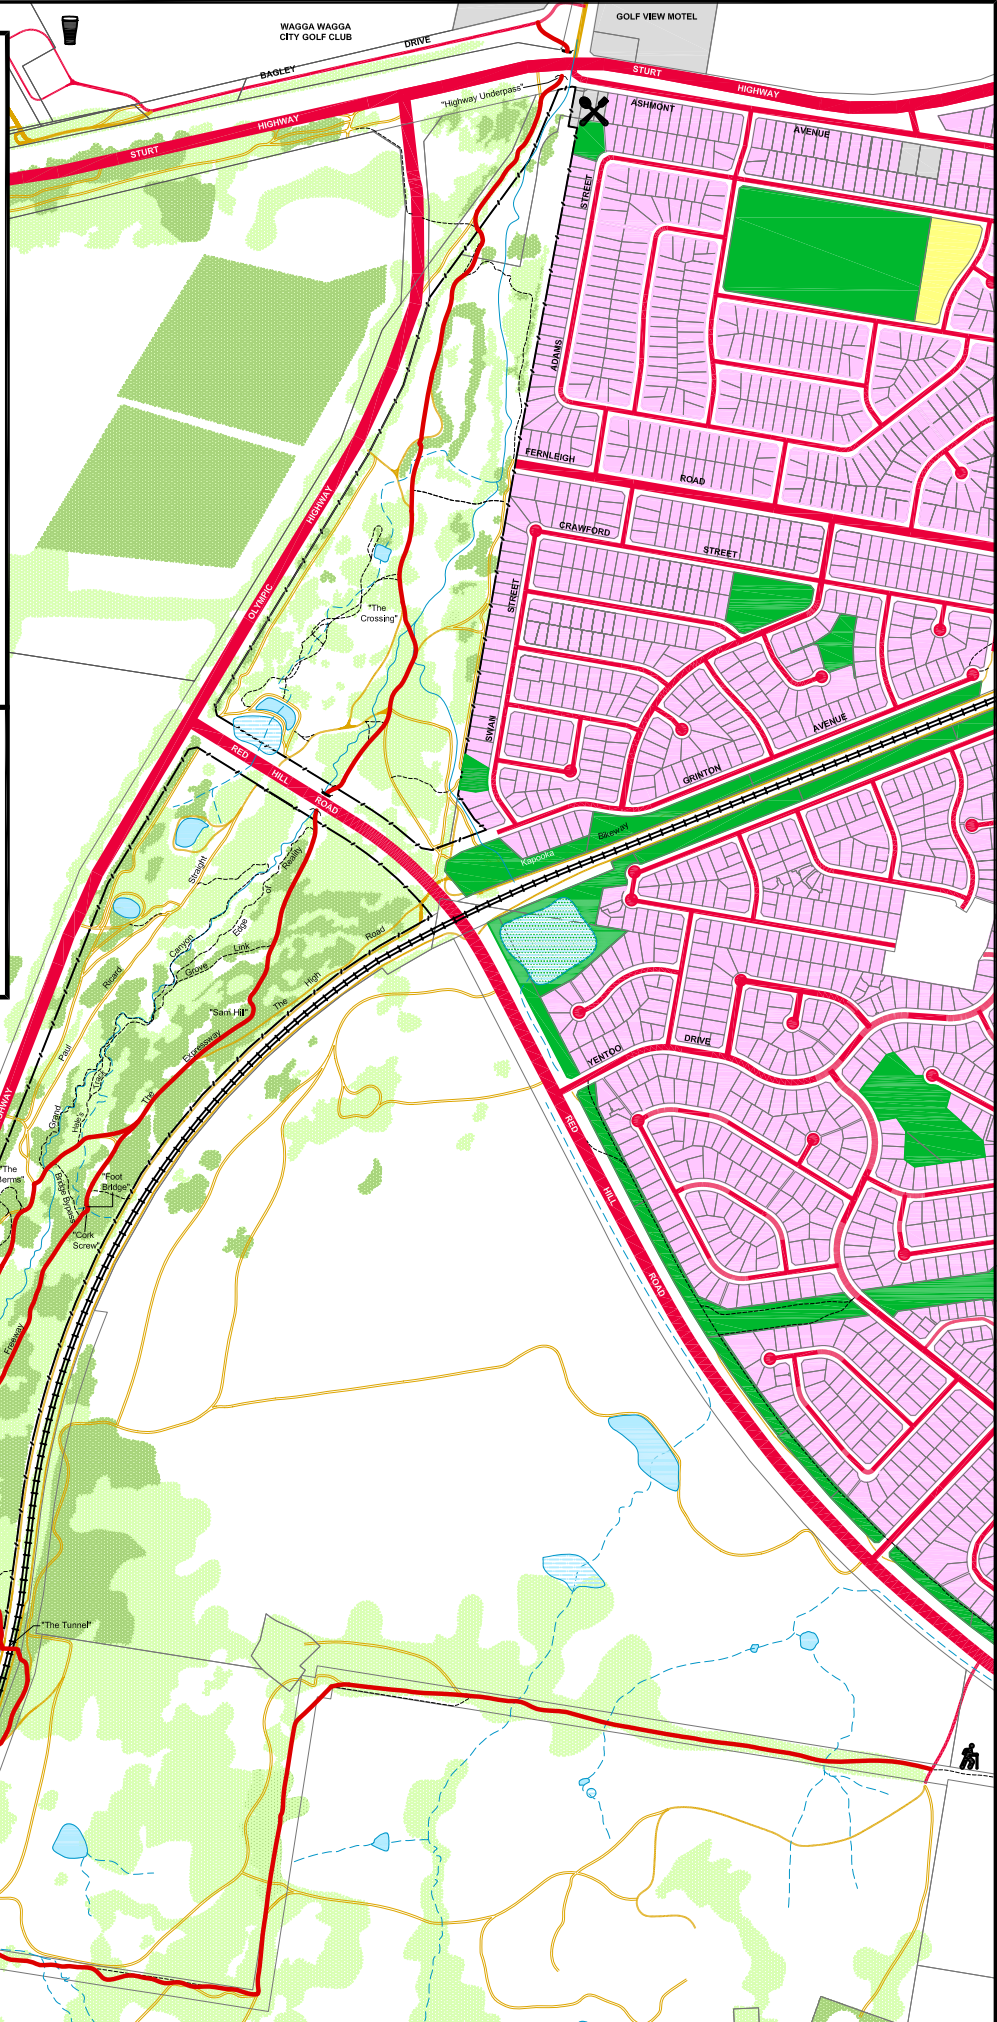 WAGGA WAGGA
CITY GOLF CLUB
GOLF VIEW MOTEL
BAGLEY
DRIVE
STURT
HIGHWAY
"Highway Underpass"
STURT
HIGHWAY
ASHMONT
AVENUE
STREET
ADAMS
FERNLEIGH
ROAD
HIGHWAY
OLYMPIC
CRAWFORD
STREET
STREET
SWAN
"The
Crossing"
RED
HILL
ROAD
GRINTON
AVENUE
Kapooka
Bikeway
Straight
Ricard
Paul
Canyon
Grand
Edge
of
Reality
Grove
Link
"Sam Hill"
The
High
Road
The
Expressway
Hale's
"Foot
Bridge"
Bridge Bypass
"Cork
Screw"
Freeway
YENTOO
DRIVE
RED
HILL
ROAD
"The Tunnel"